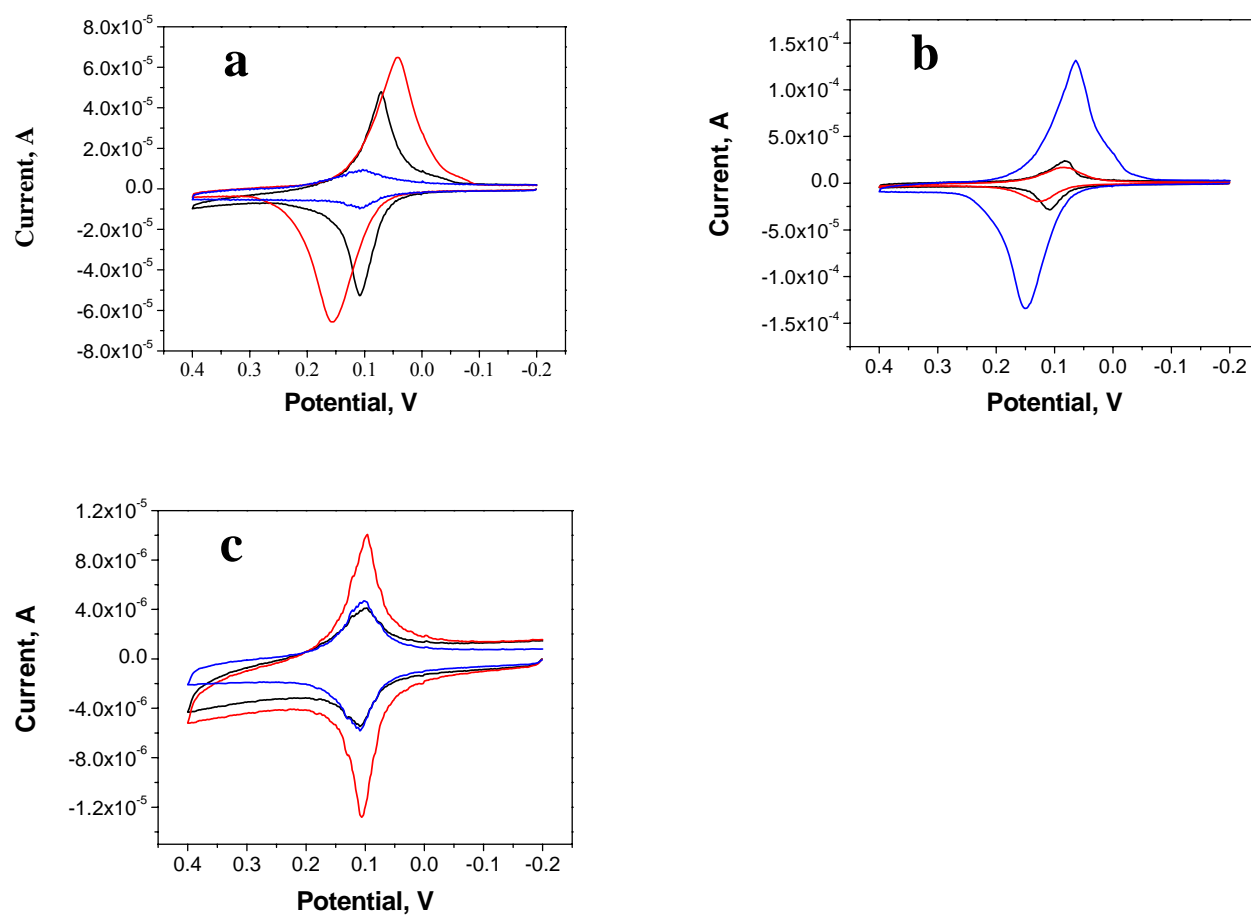 a
8.0x10⁻⁵
6.0x10⁻⁵
4.0x10⁻⁵
2.0x10⁻⁵
0.0
-2.0x10⁻⁵
-4.0x10⁻⁵
-6.0x10⁻⁵
-8.0x10⁻⁵
Current, A
0.4 0.3 0.2 0.1 0.0 -0.1 -0.2
Potential, V
b
1.5x10⁻⁴
1.0x10⁻⁴
5.0x10⁻⁵
0.0
-5.0x10⁻⁵
-1.0x10⁻⁴
-1.5x10⁻⁴
Current, A
0.4 0.3 0.2 0.1 0.0 -0.1 -0.2
Potential, V
c
1.2x10⁻⁵
8.0x10⁻⁶
4.0x10⁻⁶
0.0
-4.0x10⁻⁶
-8.0x10⁻⁶
-1.2x10⁻⁵
Current, A
0.4 0.3 0.2 0.1 0.0 -0.1 -0.2
Potential, V